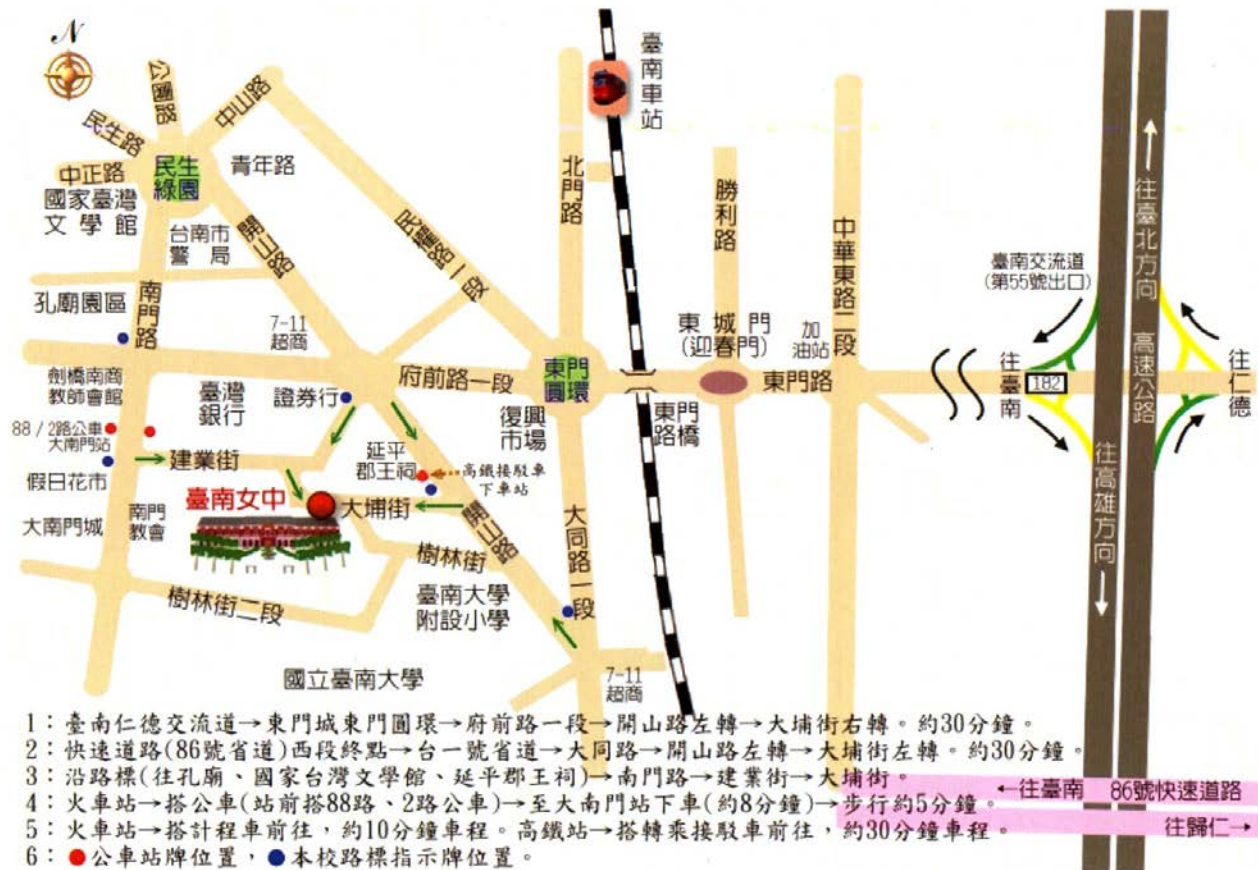 N
公園路
中山路
民生路
中正路
民生
綠園
青年路
國家臺灣
文學館
台南市
警局
開山路
民權路一段
北門路
臺南車站
勝利路
中華東路二段
往臺北方向
臺南交流道
(第55號出口)
孔廟園區
南門路
7-11
超商
東城門
(迎春門)
加
油站
高速公路
府前路一段
東門
圓環
東門路
往臺南
182
往仁德
劍橋南商
教師會館
臺灣
銀行
證券行
復興
市場
東門
路橋
88/2路公車
大南門站
建業街
延平
郡王祠
高鐵接駁車
下車站
假日花市
臺南女中
大埔街
大南門城
南門
教會
開山路
大同路一段
往高雄方向
樹林街
樹林街二段
臺南大學
附設小學
國立臺南大學
7-11
超商
1：臺南仁德交流道→東門城東門圓環→府前路一段→開山路左轉→大埔街右轉。約30分鐘。
2：快速道路(86號省道)西段終點→台一號省道→大同路→開山路左轉→大埔街左轉。約30分鐘。
3：沿路標(往孔廟、國家台灣文學館、延平郡王祠)→南門路→建業街→大埔街。
←往臺南 86號快速道路
4：火車站→搭公車(站前搭88路、2路公車)→至大南門站下車(約8分鐘)→步行約5分鐘。
5：火車站→搭計程車前往，約10分鐘車程。高鐵站→搭轉乘接駁車前往，約30分鐘車程。
往歸仁→
6：●公車站牌位置，●本校路標指示牌位置。